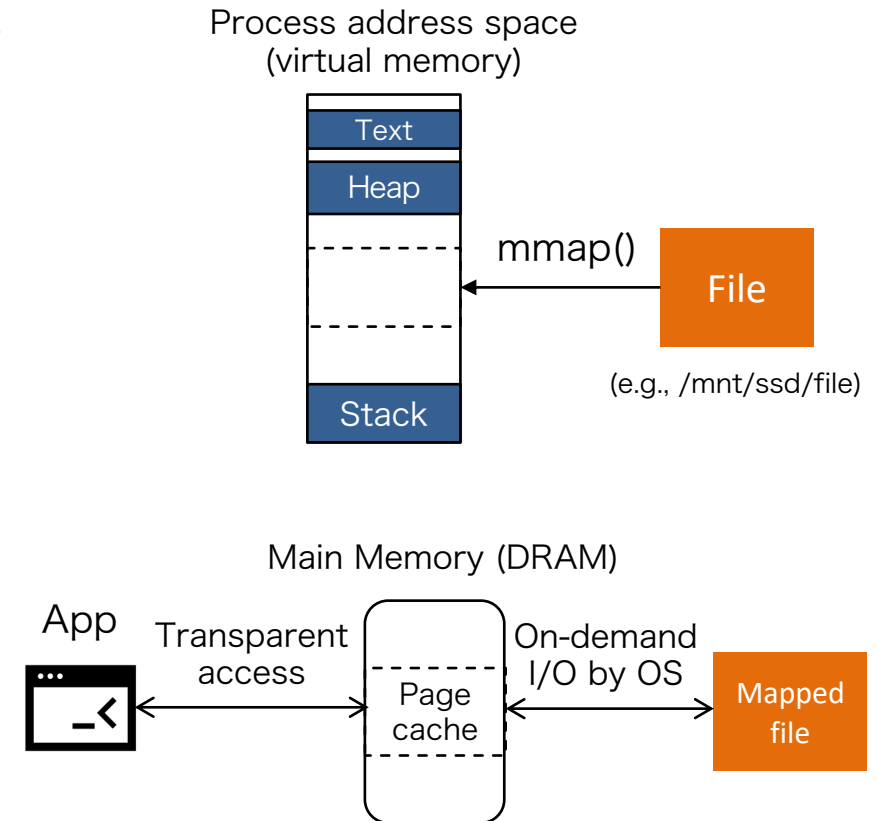 Process address space
(virtual memory)
Text
Heap
mmap()
File
(e.g., /mnt/ssd/file)
Stack
Main Memory (DRAM)
App
Transparent
access
Page
cache
On-demand
I/O by OS
Mapped
file